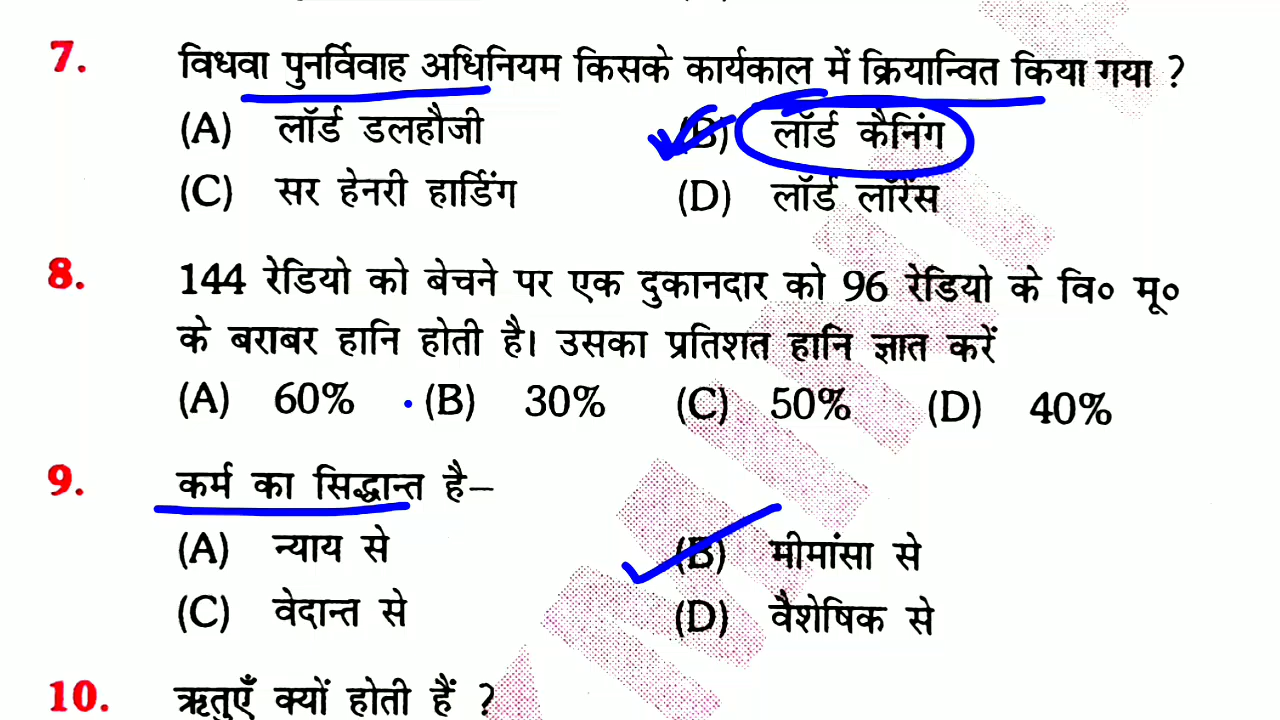 7. विधवा पुनर्विवाह अधिनियम किसके कार्यकाल में क्रियान्वित किया गया ?
(A) लॉर्ड डलहौजी (B) लॉर्ड कैनिंग
(C) सर हेनरी हार्डिंग (D) लॉर्ड लॉरेंस
8. 144 रेडियो को बेचने पर एक दुकानदार को 96 रेडियो के वि० मू०
के बराबर हानि होती है। उसका प्रतिशत हानि ज्ञात करें
(A) 60% (B) 30% (C) 50% (D) 40%
9. कर्म का सिद्धान्त है–
(A) न्याय से (B) मीमांसा से
(C) वेदान्त से (D) वैशेषिक से
10. ऋतुएँ क्यों होती हैं ?